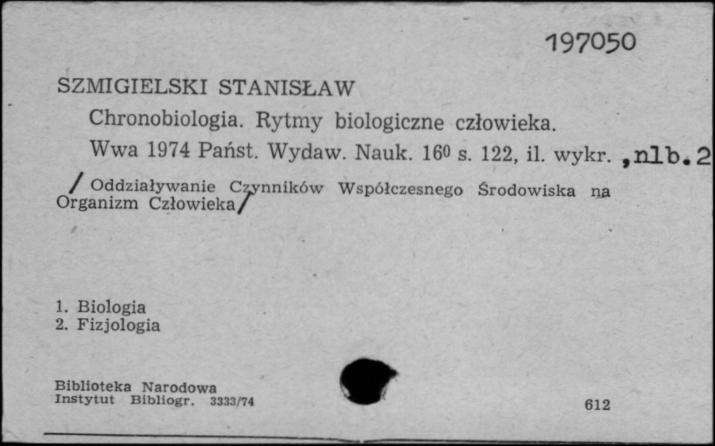 197050
SZMIGIELSKI STANISŁAW
Chronobiologia. Rytmy biologiczne człowieka.
Wwa 1974 Państ. Wydaw. Nauk. 16⁰ s. 122, il. wykr. ,nlb.2
/ Oddziaływanie Czynników Współczesnego Środowiska na
Organizm Człowieka/
1. Biologia
2. Fizjologia
Biblioteka Narodowa
Instytut Bibliogr. 3333/74
612